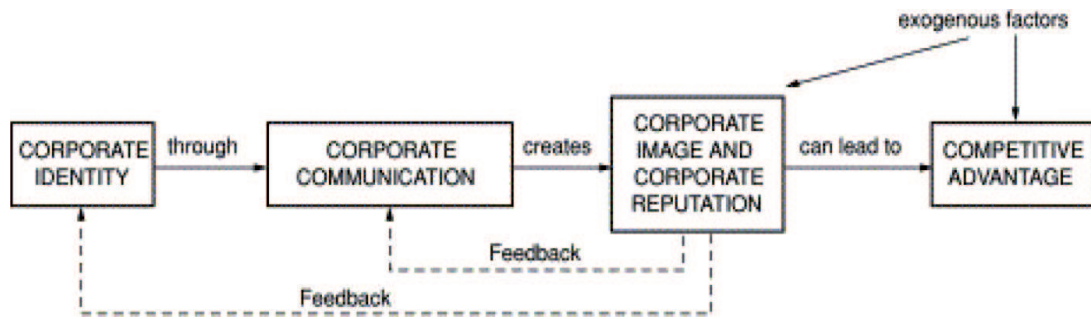 exogenous factors
CORPORATE
IDENTITY
through
CORPORATE
COMMUNICATION
creates
CORPORATE
IMAGE AND
CORPORATE
REPUTATION
can lead to
COMPETITIVE
ADVANTAGE
Feedback
Feedback